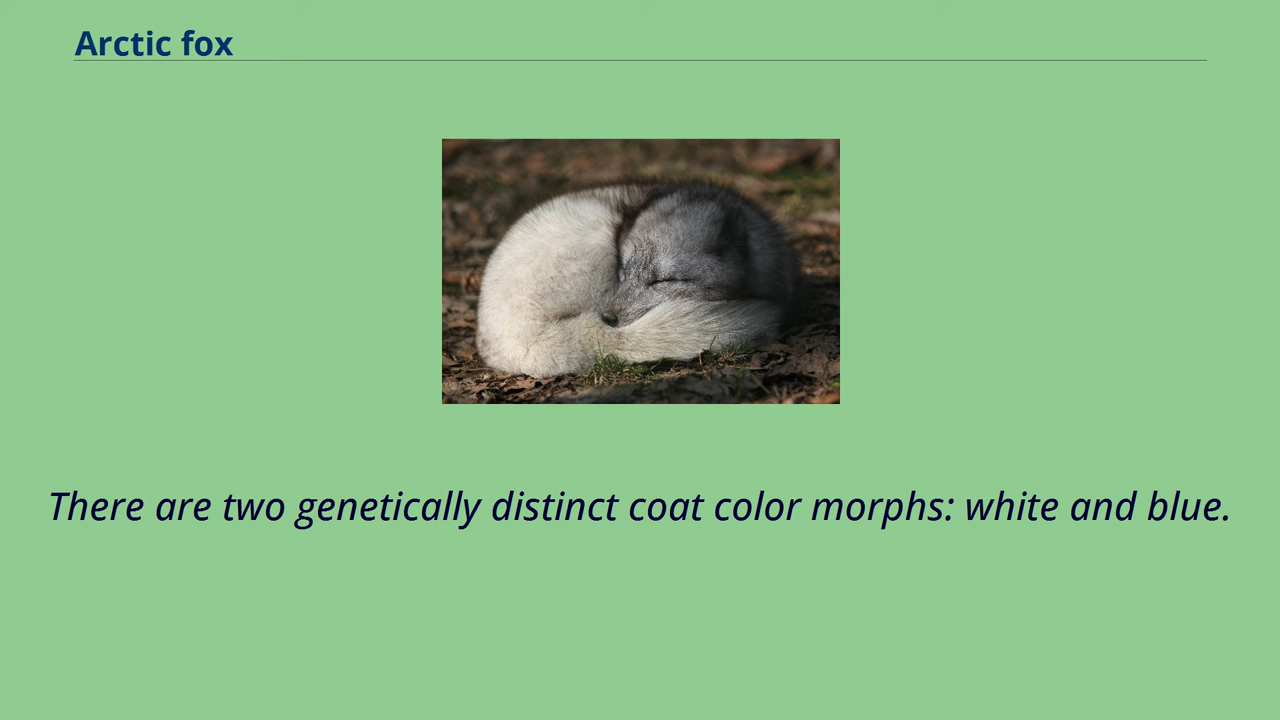 Arctic fox
There are two genetically distinct coat color morphs: white and blue.